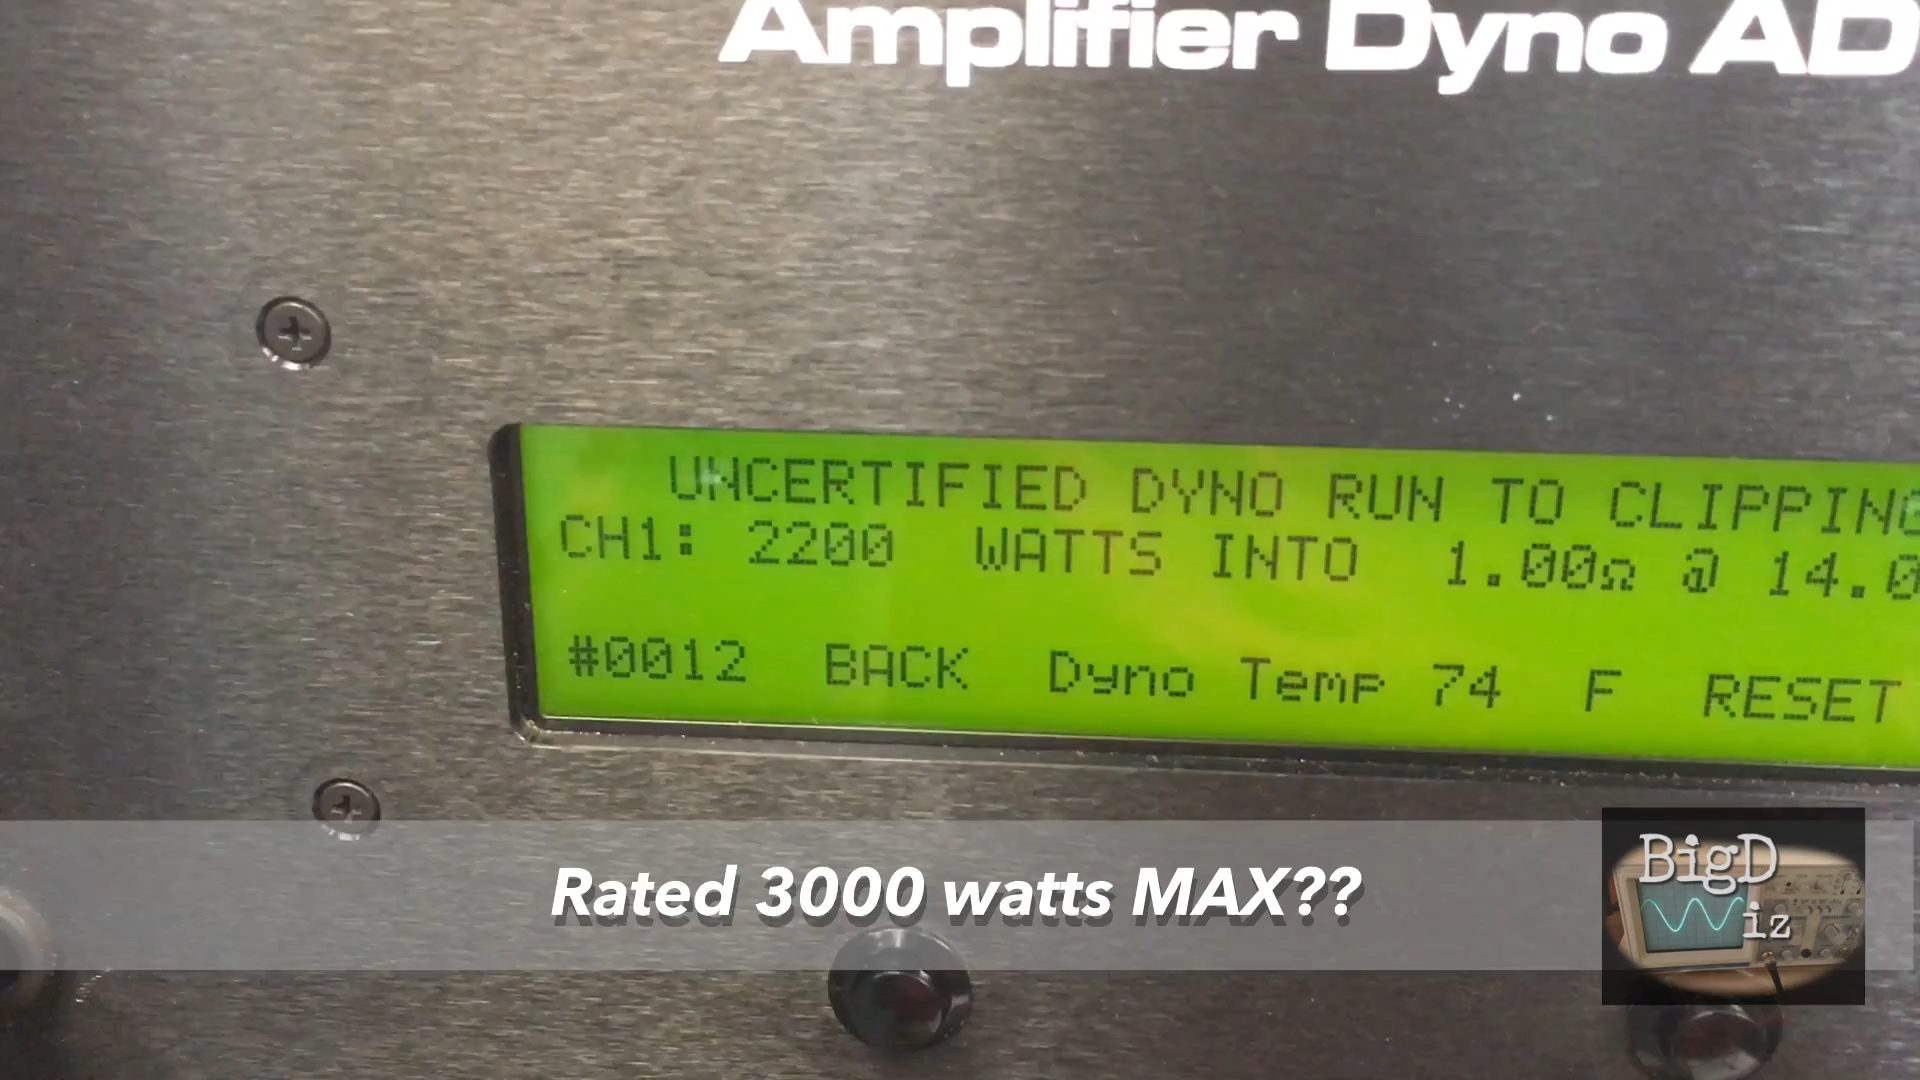 Amplifier Dyno AD
UNCERTIFIED DYNO RUN TO CLIPPING
CH1: 2200 WATTS INTO 1.00Ω @ 14.0
#0012 BACK Dyno Temp 74 F RESET
Rated 3000 watts MAX??
BigD
Wiz